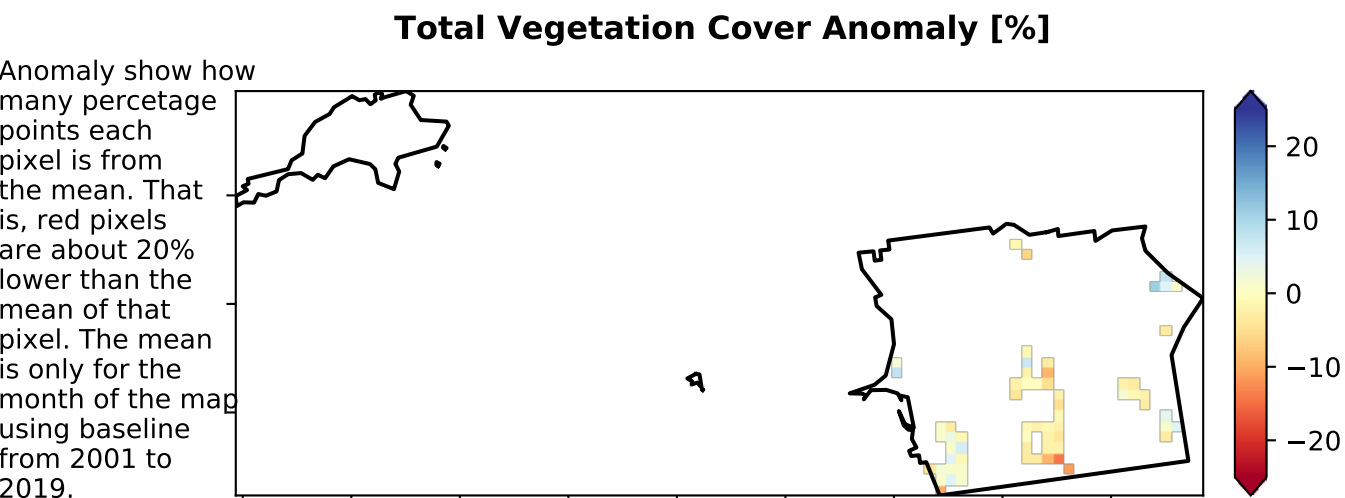 Total Vegetation Cover Anomaly [%]
Anomaly show how
many percetage
points each
pixel is from
the mean. That
is, red pixels
are about 20%
lower than the
mean of that
pixel. The mean
is only for the
month of the map
using baseline
from 2001 to
2019.
20
10
0
−10
−20